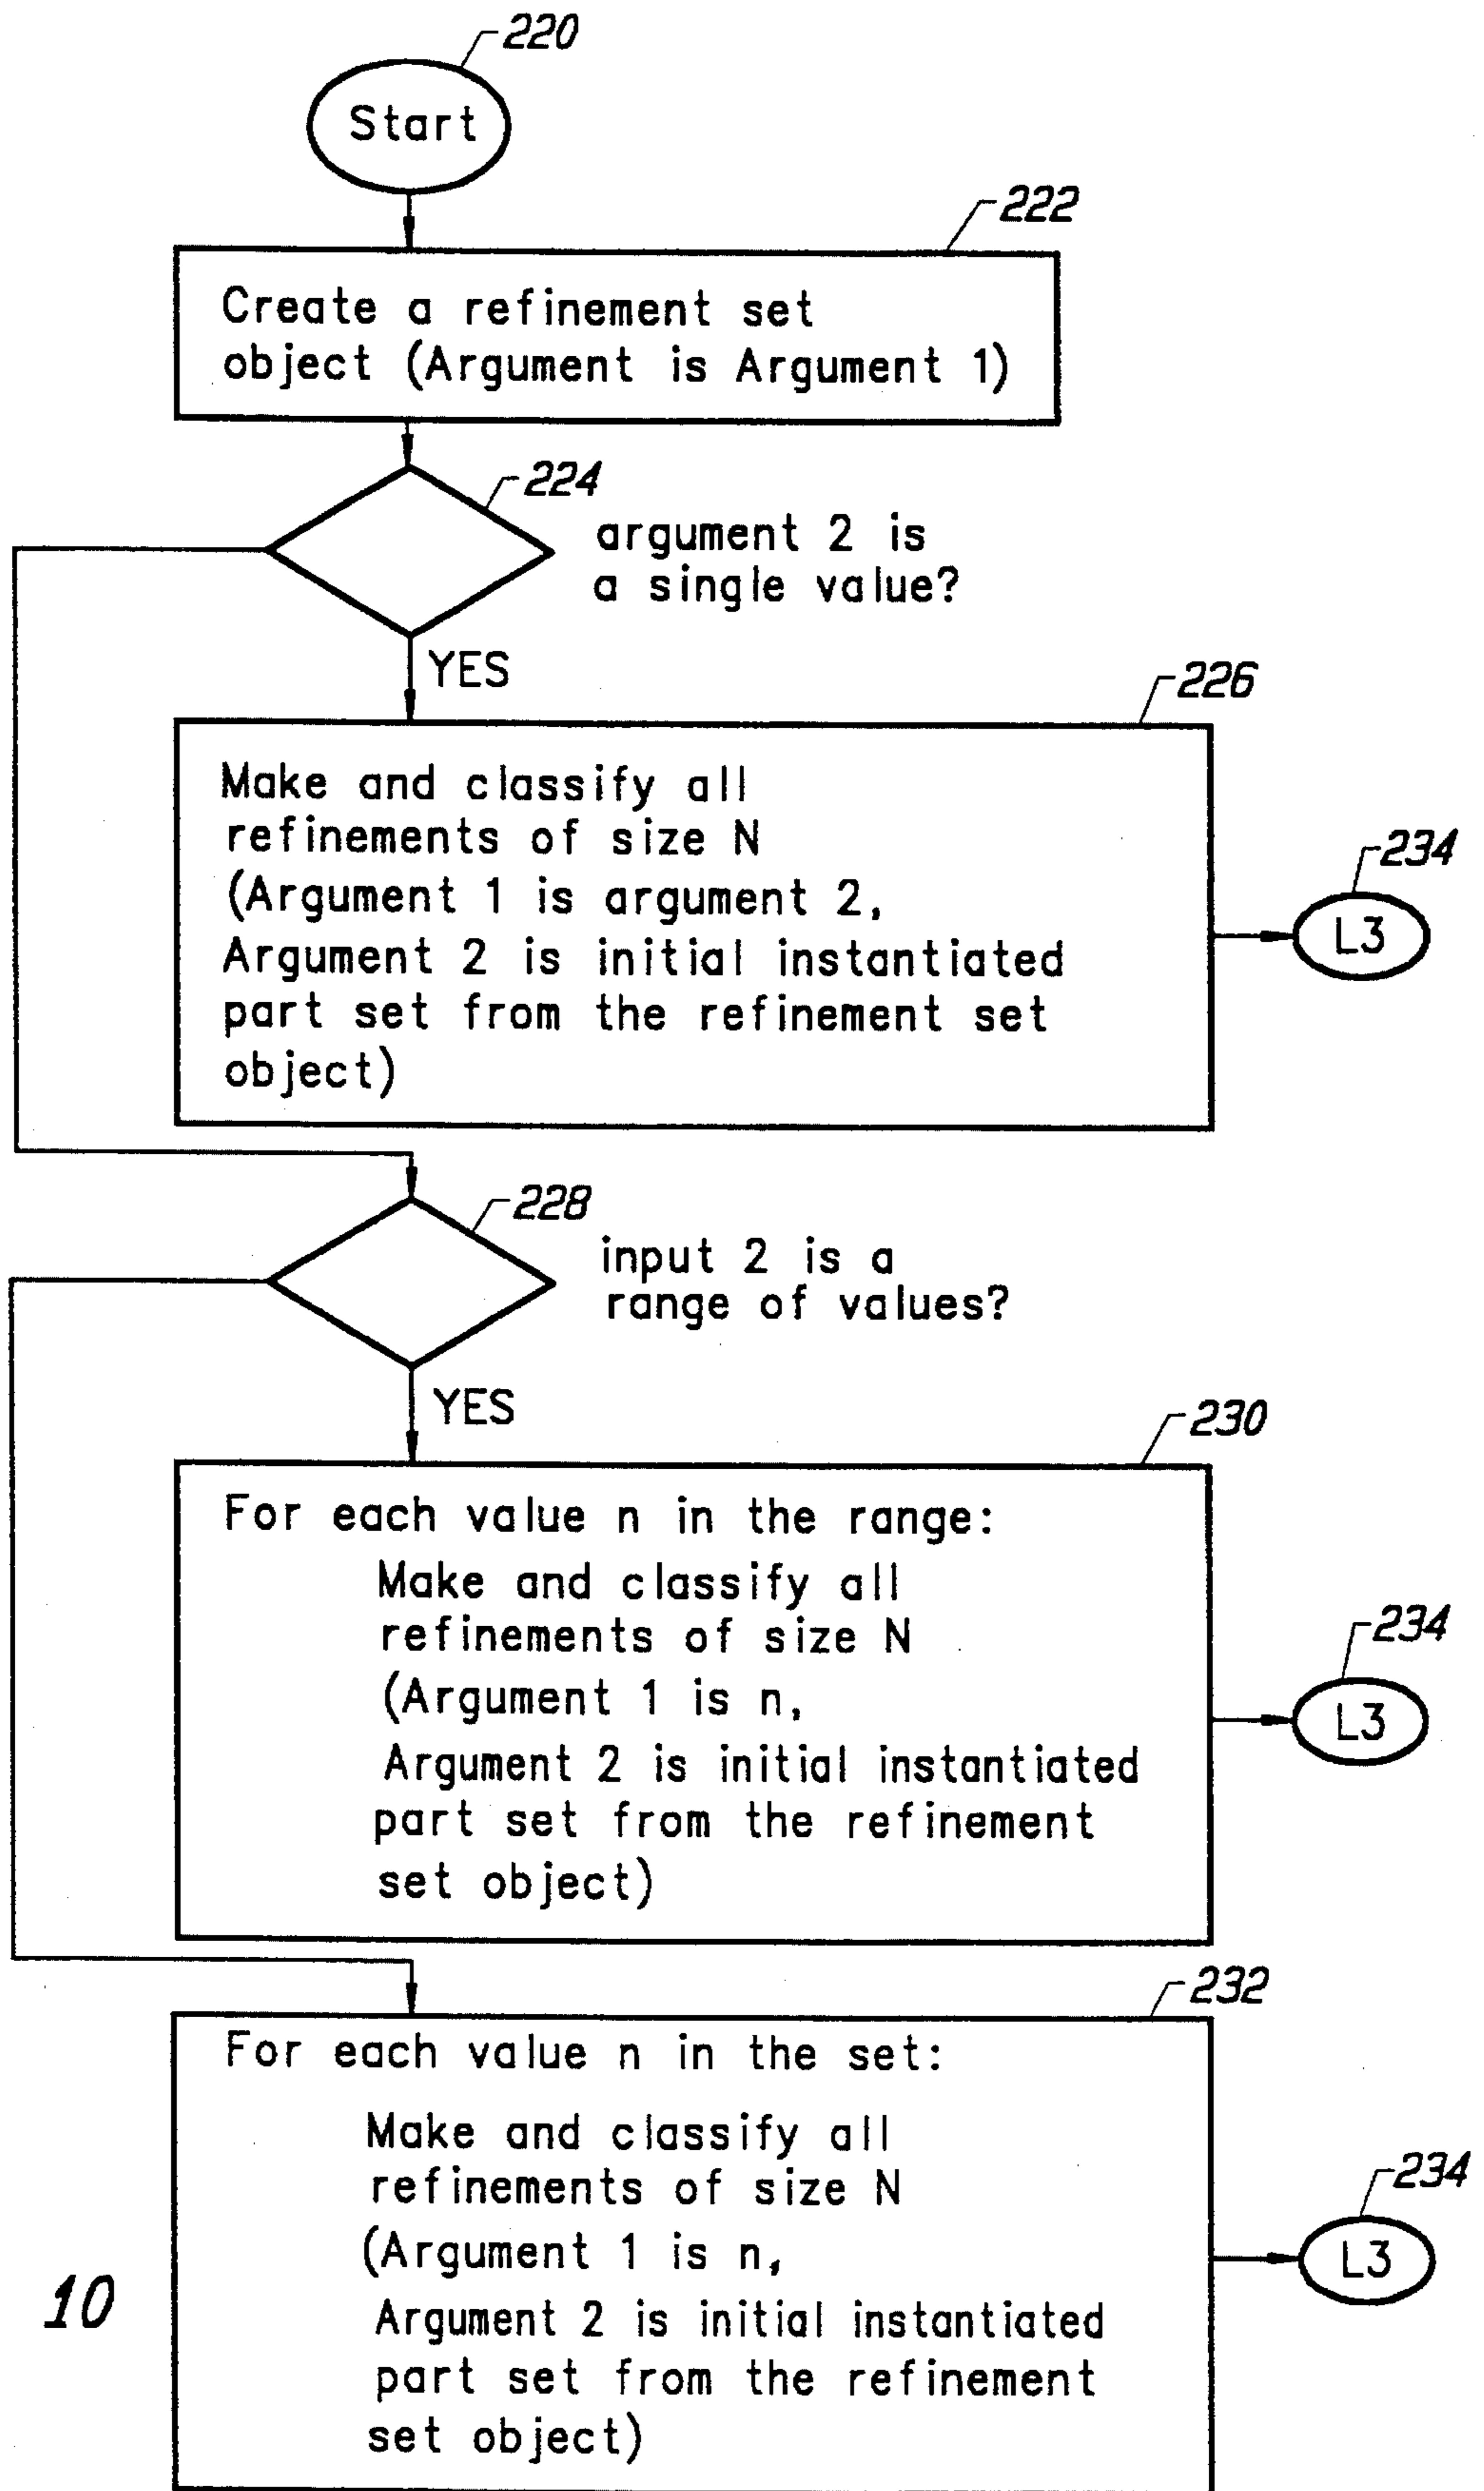 220
Start
222
Create a refinement set
object (Argument is Argument 1)
224
argument 2 is
a single value?
YES
226
Make and classify all
refinements of size N
(Argument 1 is argument 2,
Argument 2 is initial instantiated
part set from the refinement set
object)
234
L3
228
input 2 is a
range of values?
YES
230
For each value n in the range:
Make and classify all
refinements of size N
(Argument 1 is n,
Argument 2 is initial instantiated
part set from the refinement
set object)
234
L3
232
For each value n in the set:
Make and classify all
refinements of size N
(Argument 1 is n,
Argument 2 is initial instantiated
part set from the refinement
set object)
234
L3
10